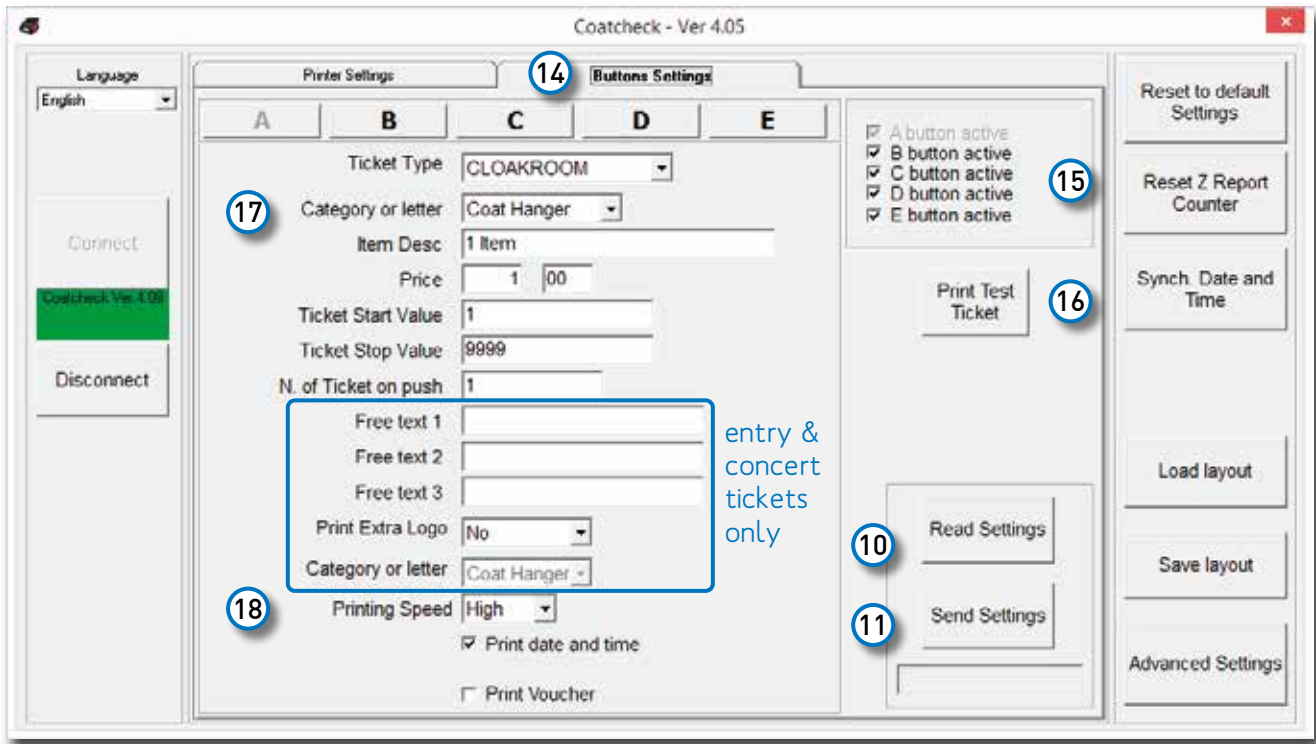 Coatcheck - Ver 4.05
Language
English
Connect
Coatcheck Ver. 4.08
Disconnect
Printer Settings
14
Buttons Settings
A B C D E
Ticket Type CLOAKROOM
17
Category or letter Coat Hanger
Item Desc 1 Item
Price 1 00
Ticket Start Value 1
Ticket Stop Value 9999
N. of Ticket on push 1
Free text 1
Free text 2
Free text 3
Print Extra Logo No
Category or letter Coat Hanger
entry &
concert
tickets
only
18
Printing Speed High
Print date and time
Print Voucher
A button active
B button active
C button active
D button active
E button active
15
Print Test
Ticket
16
10
Read Settings
11
Send Settings
Reset to default
Settings
Reset Z Report
Counter
Synch. Date and
Time
Load layout
Save layout
Advanced Settings